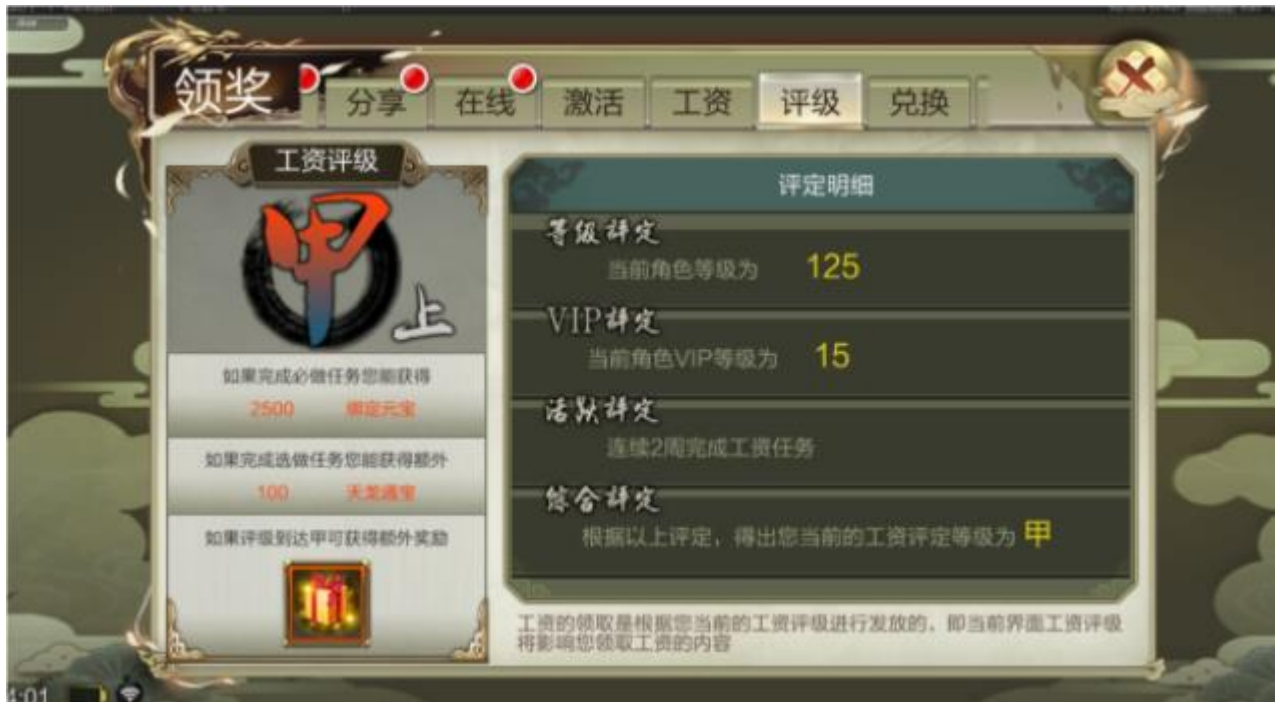 领奖
分享
在线
激活
工资
评级
兑换
工资评级
甲上
如果完成必做任务您能获得
2500 绑定元宝
如果完成选做任务您能获得额外
100 天龙通宝
如果评级到达甲可获得额外奖励
评定明细
等级评定
当前角色等级为 125
VIP评定
当前角色VIP等级为 15
活跃评定
连续2周完成工资任务
综合评定
根据以上评定，得出您当前的工资评定等级为 甲
工资的领取是根据您当前的工资评级进行发放的，即当前界面工资评级
将影响您领取工资的内容
4:01